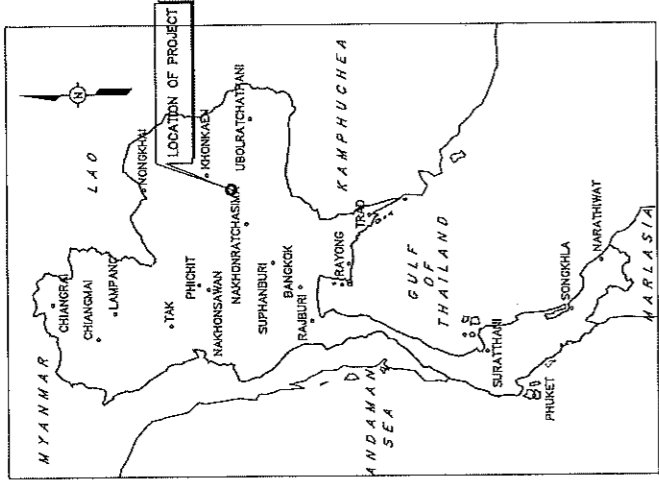 MYANMAR
LAO
CHIANGRAI
CHIANGMAI
LAMPANG
NONGKHAI
LOCATION OF PROJECT
TAK
PHICHIT
KHONKAEN
NAKHONSAWAN
UBOLRATCHATHANI
NAKHONRATCHASIMA
SUPHANBURI
BANGKOK
RAJBURI
KAMPHUCHEA
RAYONG
TRAD
ANDAMAN
SEA
GULF
OF
THAILAND
SURATTHANI
PHUKET
SONGKHLA
NARATHIWAT
MARLASIA
N